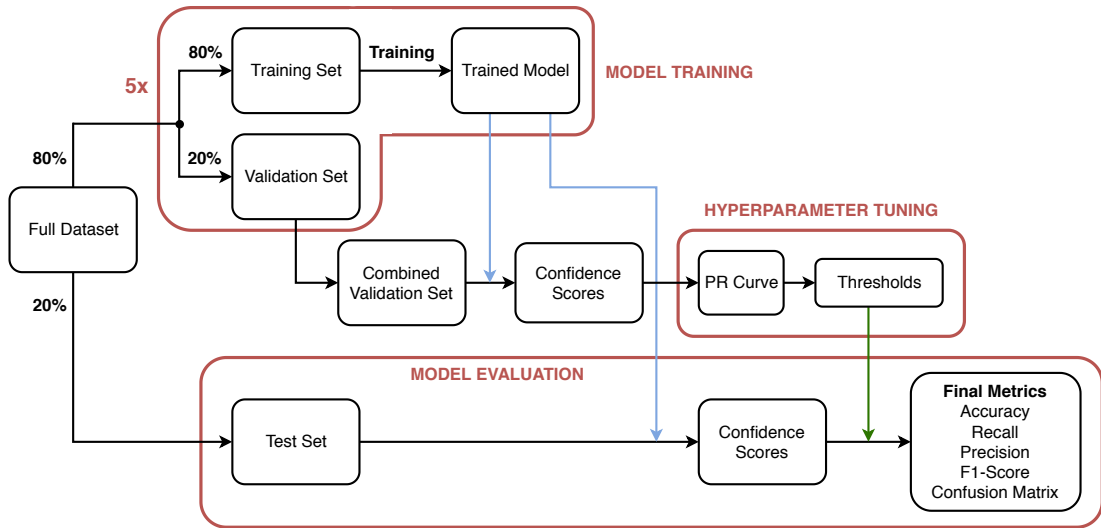 80%
Training
Training Set
Trained Model
MODEL TRAINING
5x
80%
20%
Validation Set
Full Dataset
HYPERPARAMETER TUNING
Combined
Validation Set
Confidence
Scores
PR Curve
Thresholds
20%
MODEL EVALUATION
Test Set
Confidence
Scores
Final Metrics
Accuracy
Recall
Precision
F1-Score
Confusion Matrix